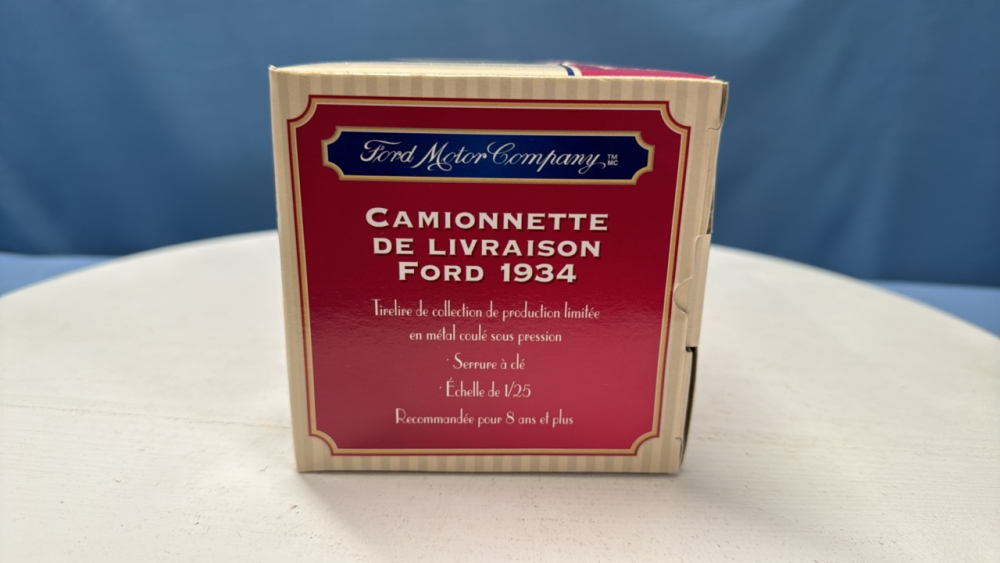 Ford Motor Company TM MC
CAMIONNETTE
DE LIVRAISON
FORD 1934
Tirelire de collection de production limitée
en métal coulé sous pression
· Serrure à clé
· Échelle de 1/25
Recommandée pour 8 ans et plus